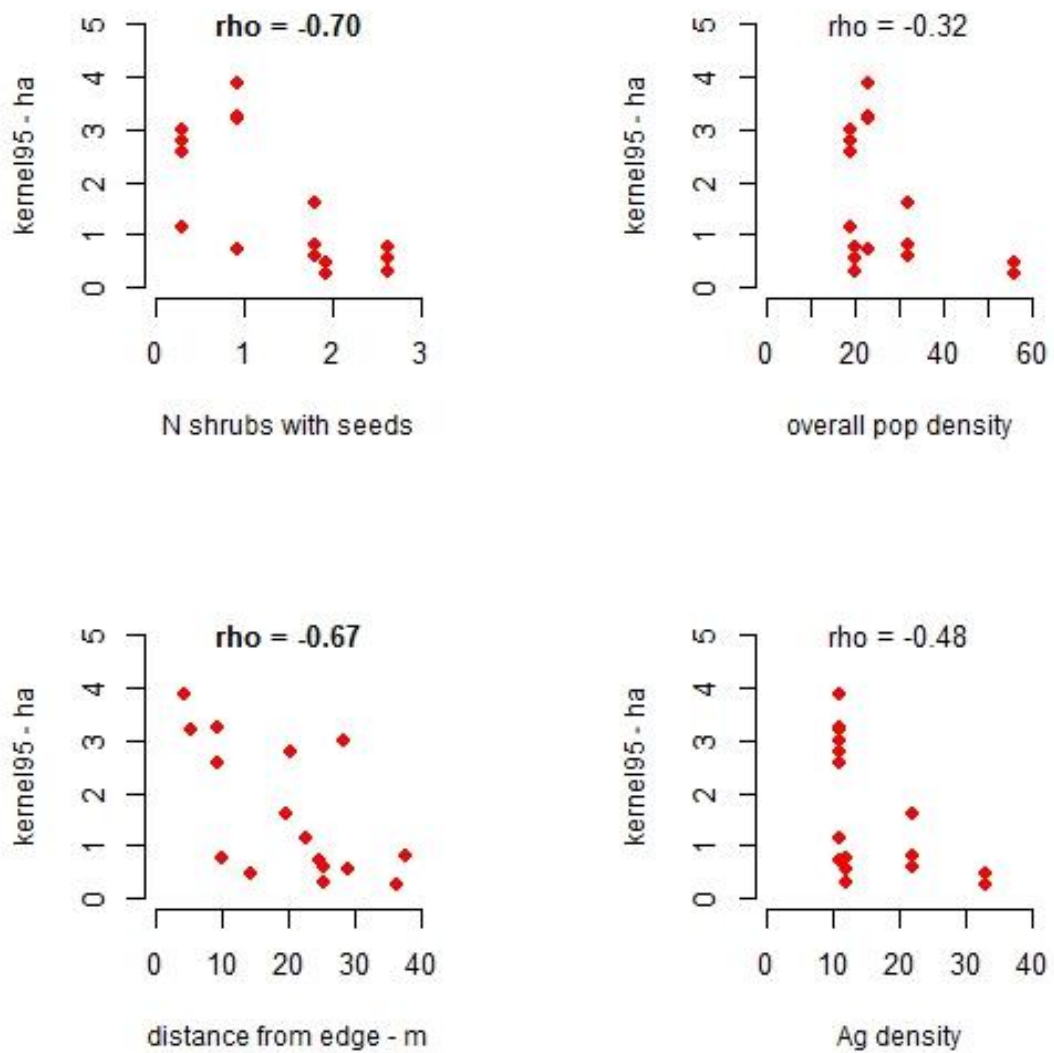 rho = -0.70
kernel95 - ha
5
4
3
2
1
0
0 1 2 3
N shrubs with seeds
rho = -0.32
kernel95 - ha
5
4
3
2
1
0
0 20 40 60
overall pop density
rho = -0.67
kernel95 - ha
5
4
3
2
1
0
0 10 20 30 40
distance from edge - m
rho = -0.48
kernel95 - ha
5
4
3
2
1
0
0 10 20 30 40
Ag density